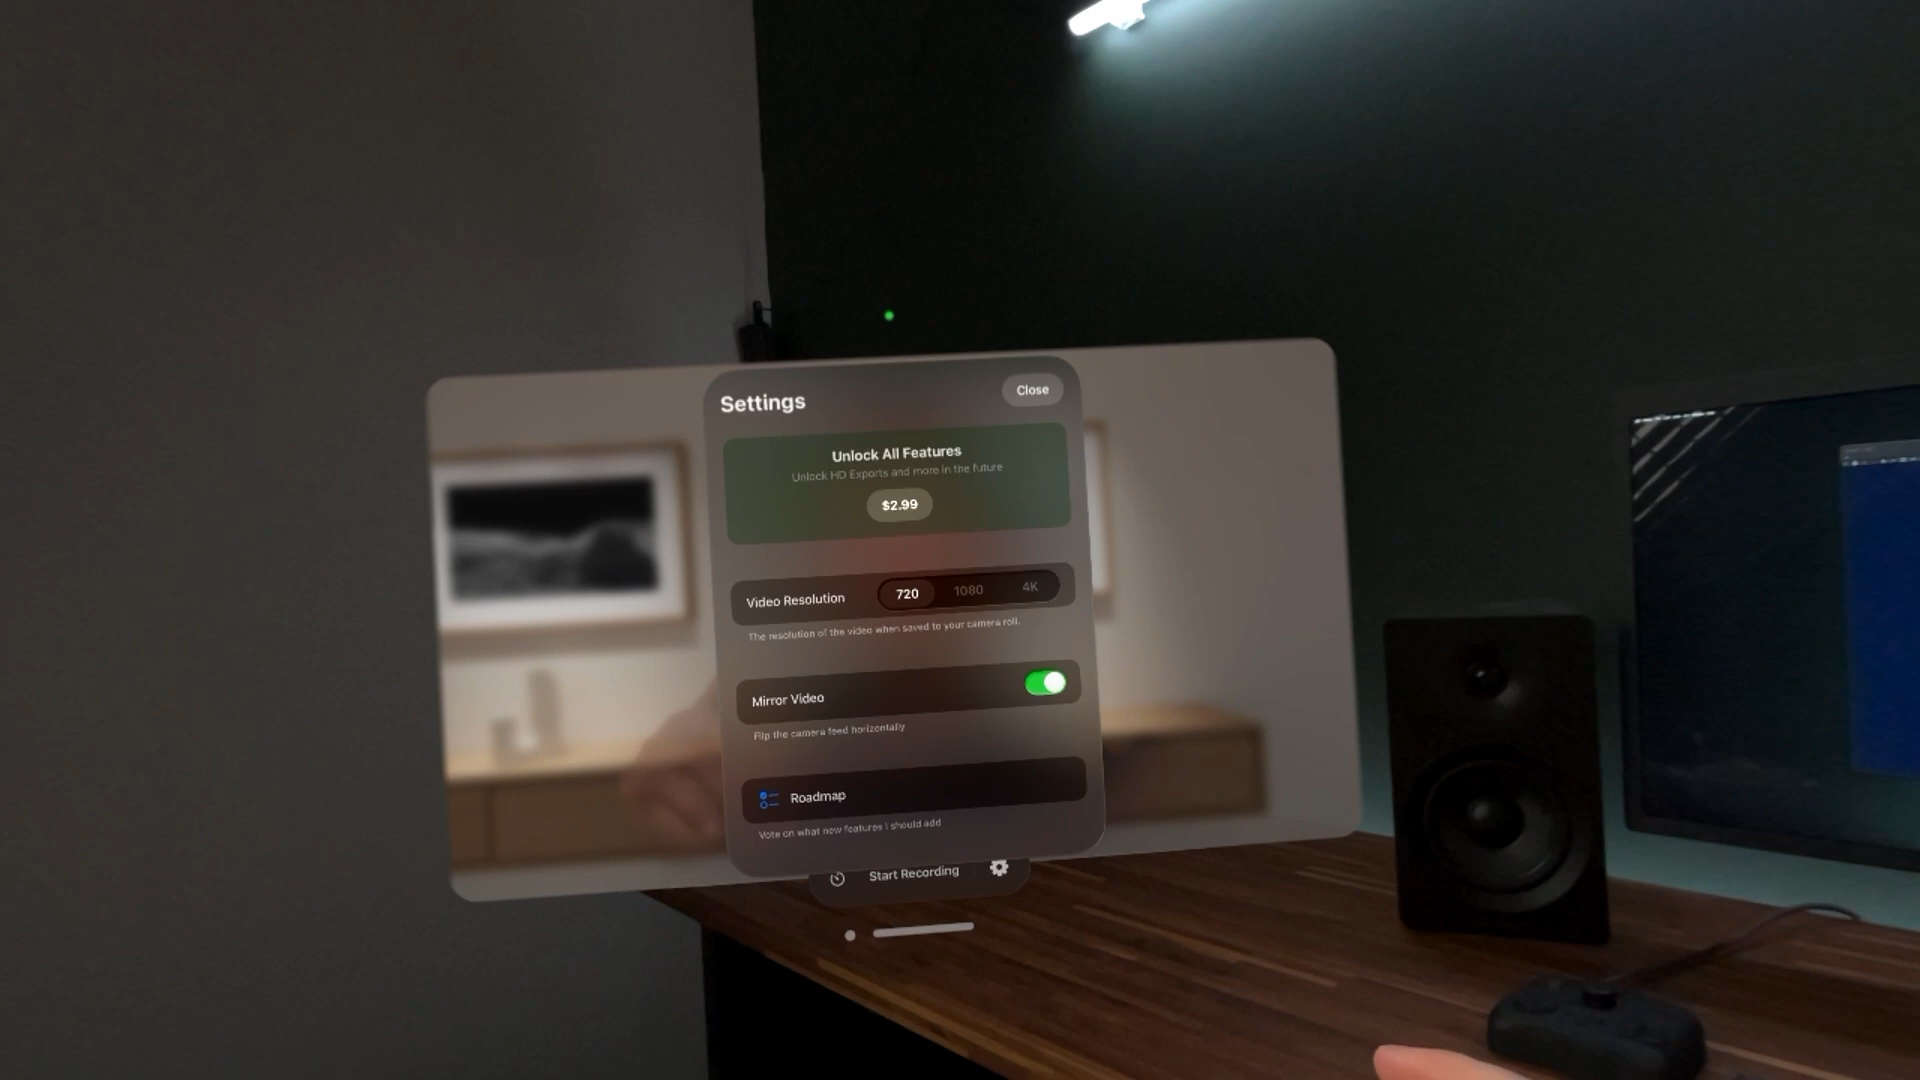 Settings
Close
Unlock All Features
Unlock HD Exports and more in the future
$2.99
Video Resolution
720
1080
4K
The resolution of the video when saved to your camera roll.
Mirror Video
Flip the camera feed horizontally
Roadmap
Vote on what new features I should add
Start Recording